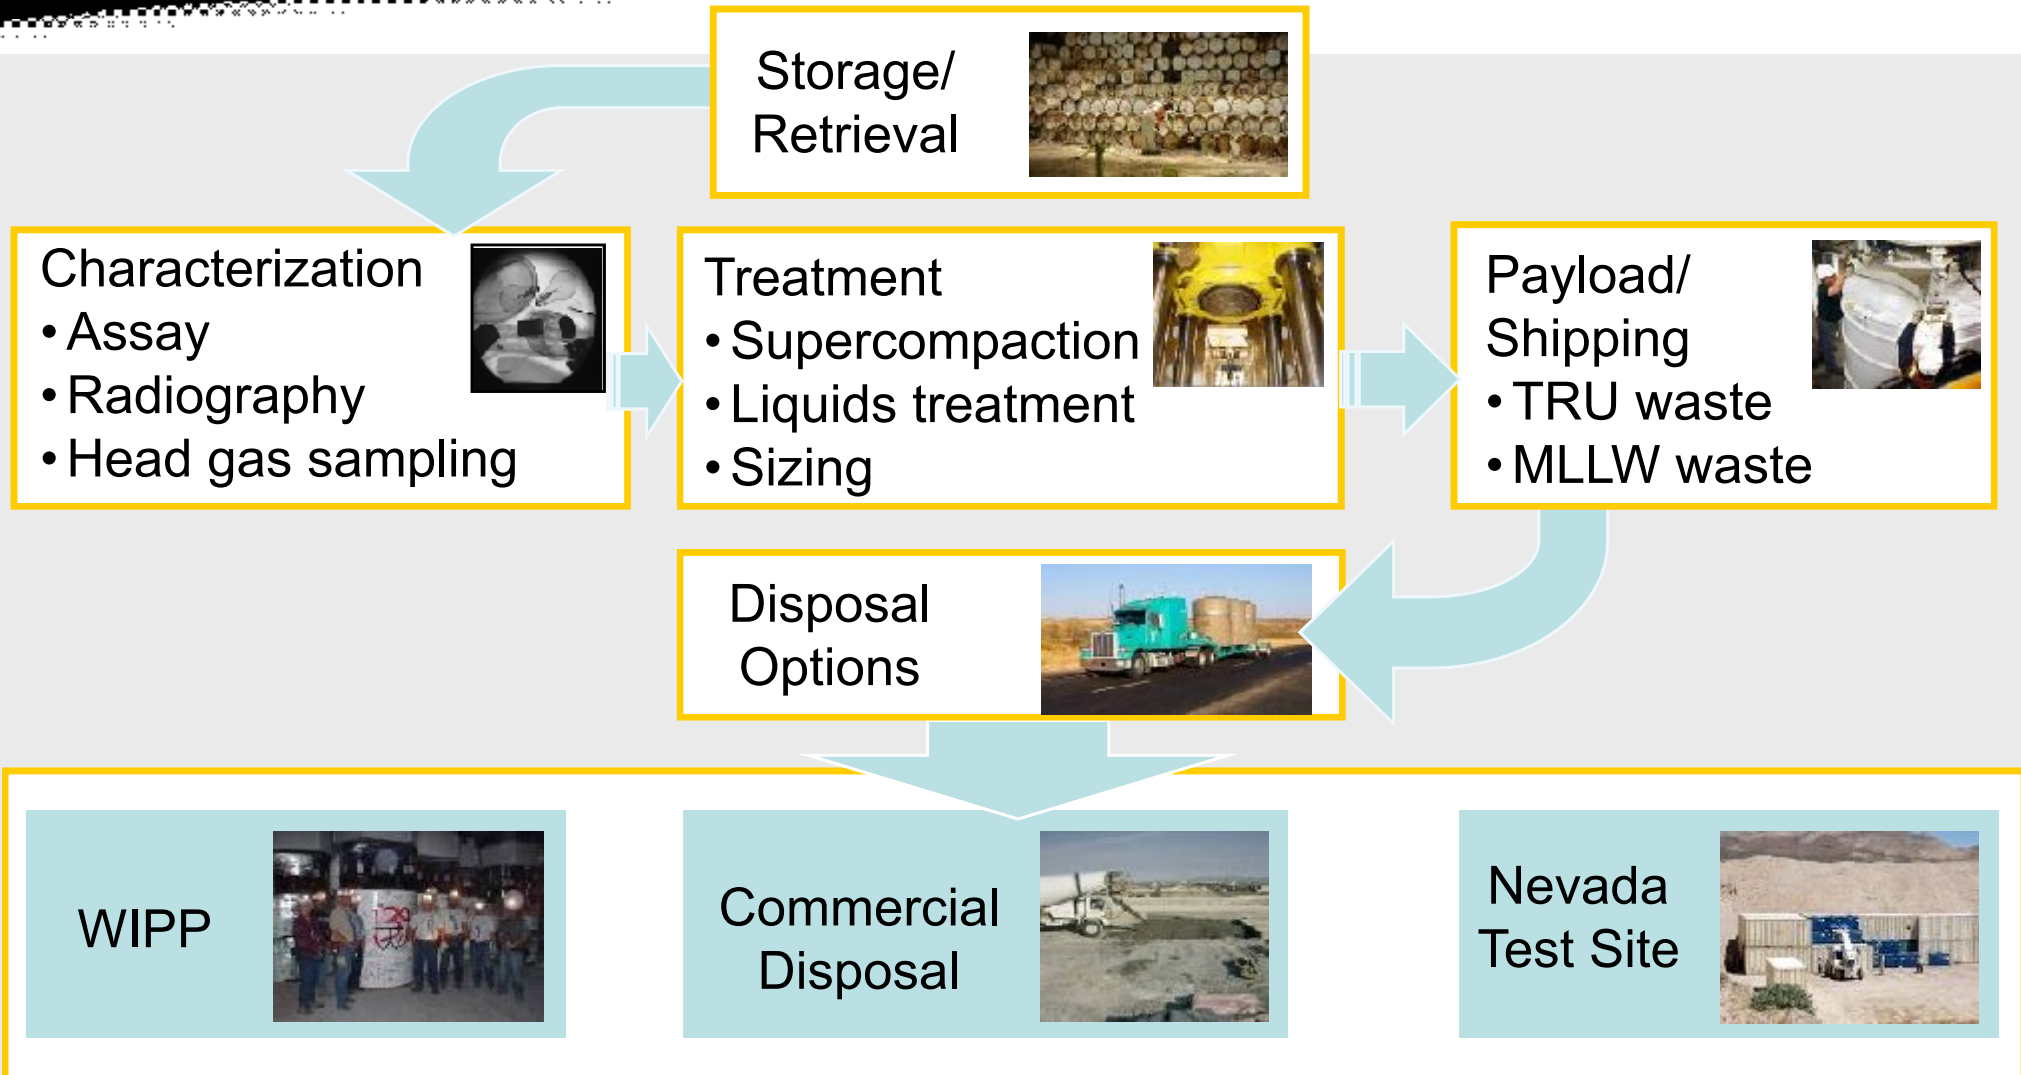 Storage/
Retrieval
Characterization
• Assay
• Radiography
• Head gas sampling
Treatment
• Supercompaction
• Liquids treatment
• Sizing
Payload/
Shipping
• TRU waste
• MLLW waste
Disposal
Options
WIPP
Commercial
Disposal
Nevada
Test Site